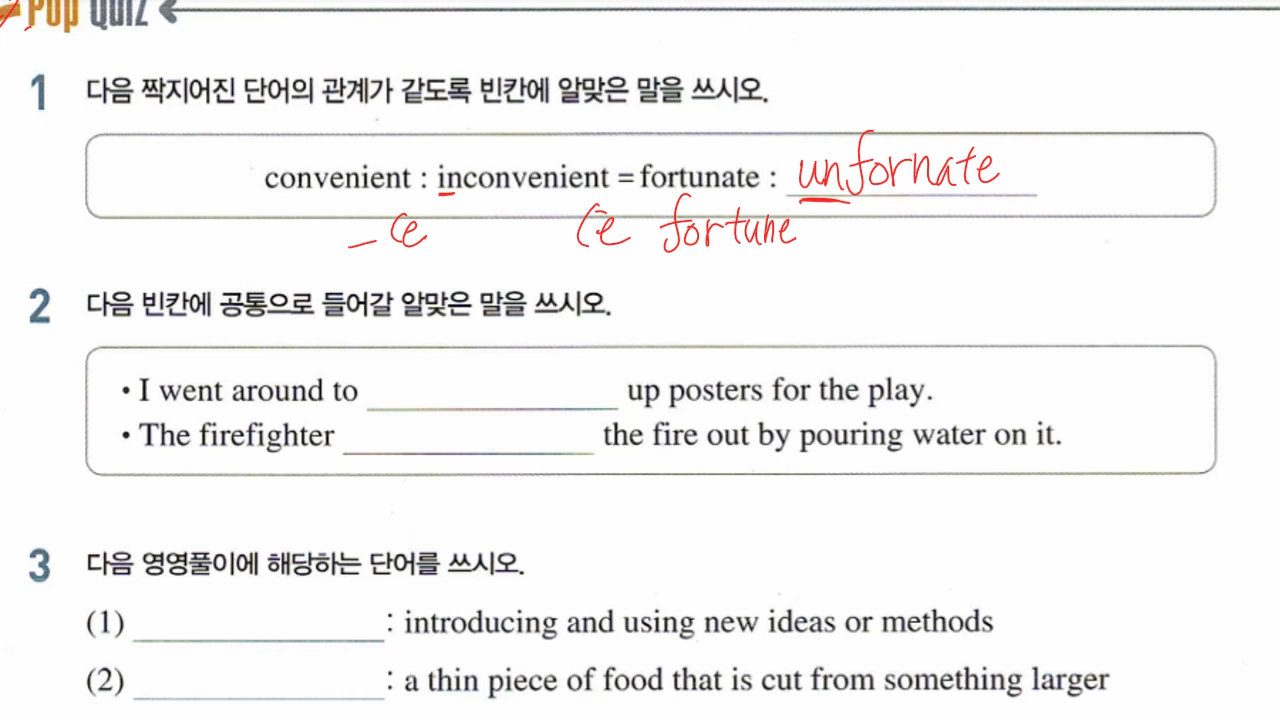 Pop Quiz
1 다음 짝지어진 단어의 관계가 같도록 빈칸에 알맞은 말을 쓰시오.
convenient : inconvenient = fortunate : unfornate
- ce ce fortune
2 다음 빈칸에 공통으로 들어갈 알맞은 말을 쓰시오.
• I went around to ____ up posters for the play.
• The firefighter ____ the fire out by pouring water on it.
3 다음 영영풀이에 해당하는 단어를 쓰시오.
(1) ____ : introducing and using new ideas or methods
(2) ____ : a thin piece of food that is cut from something larger